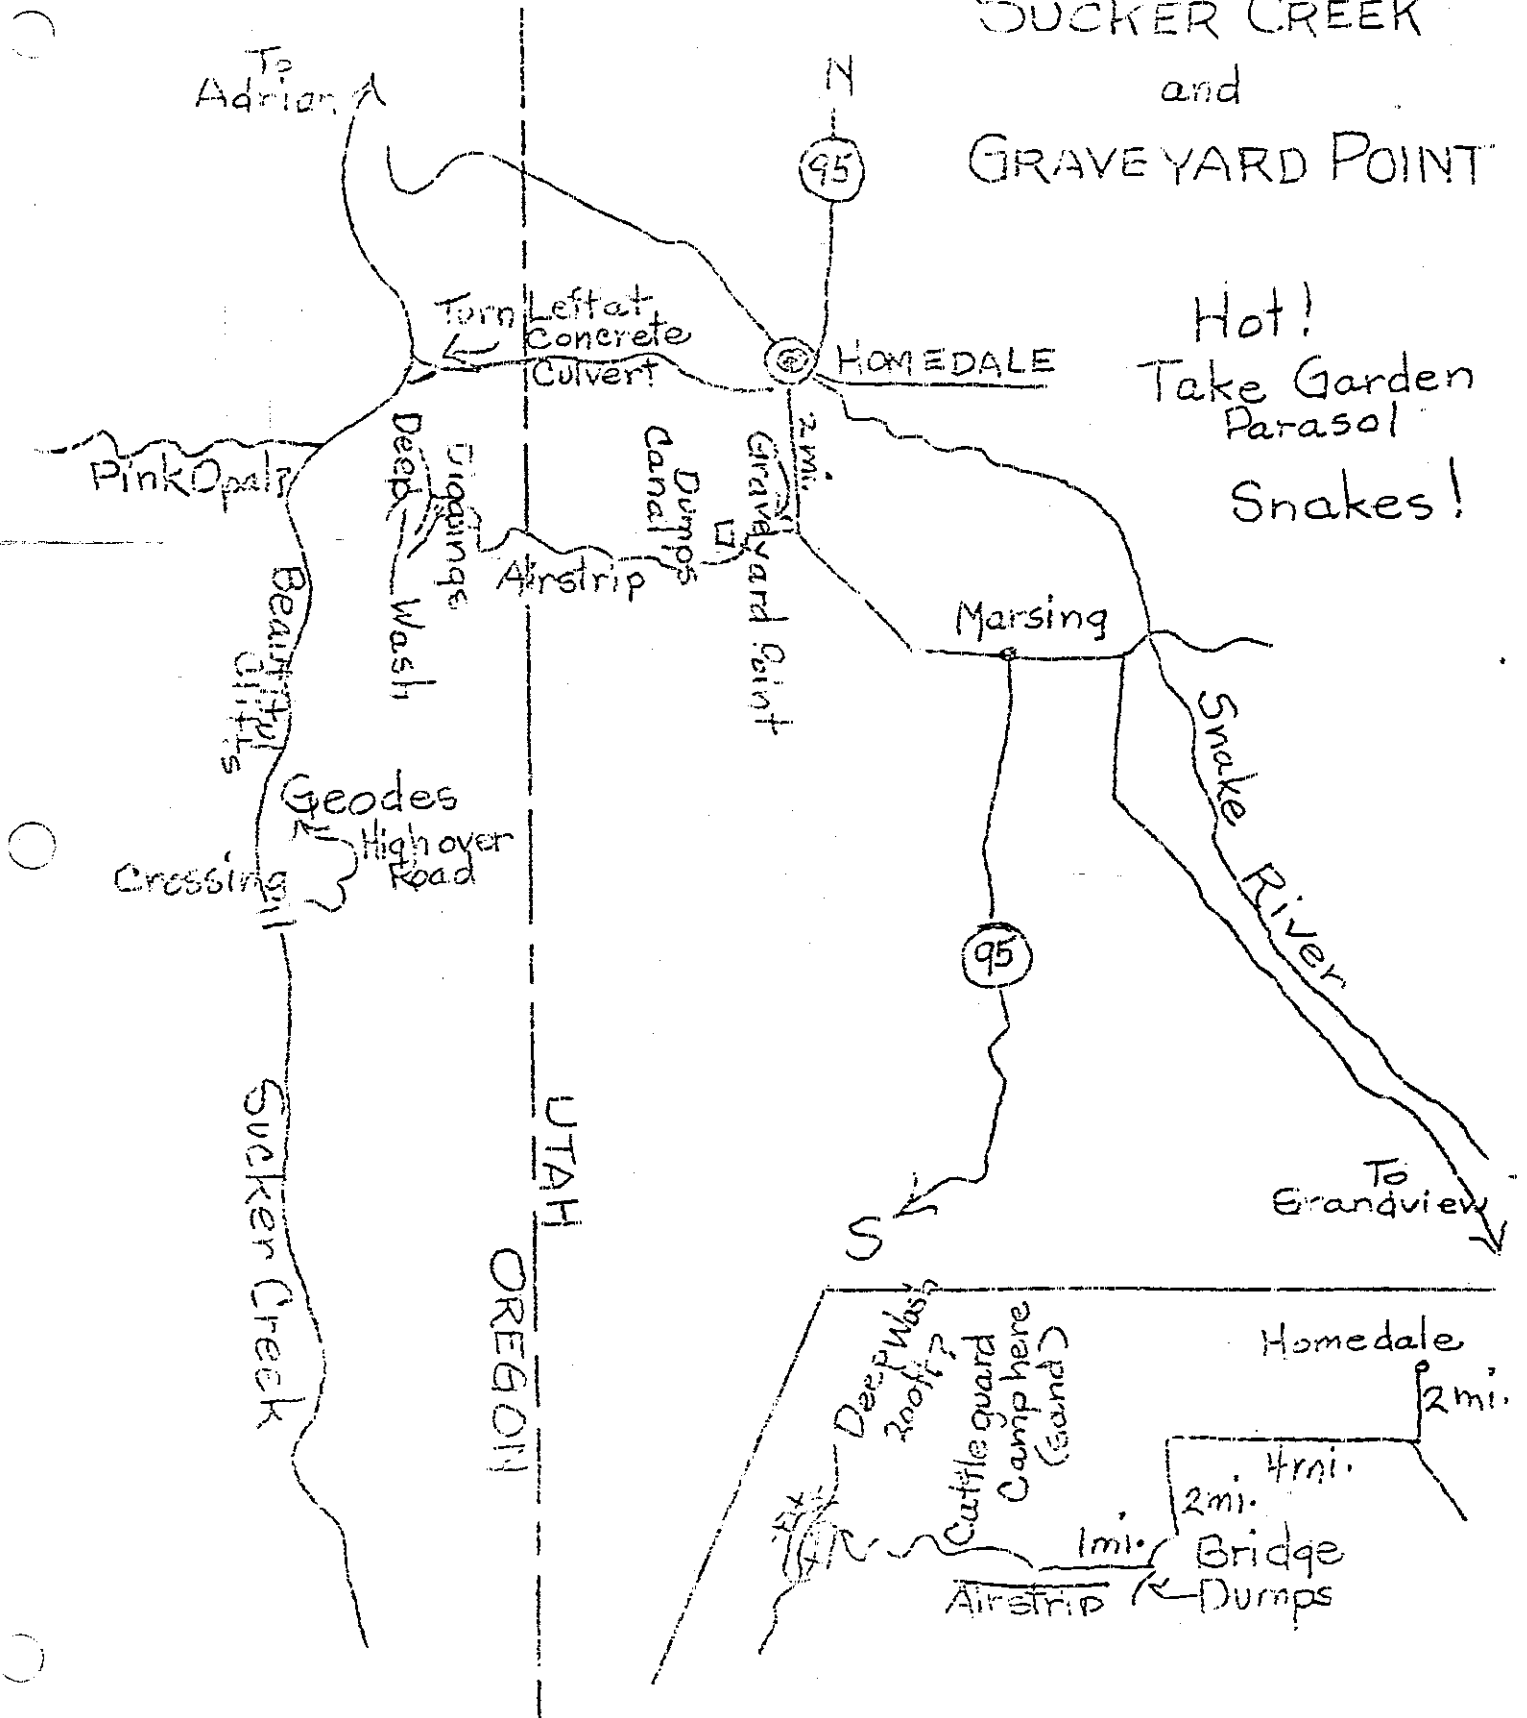 SUCKER CREEK
and
GRAVEYARD POINT
To
Adrian
N
95
Hot!
Take Garden
Parasol
Snakes!
Turn Left at
Concrete
Culvert
HOMEDALE
2 mi.
Pink Opals
Deep Wash
Diggings
Airstrip
Canal
Dumps
Graveyard Point
Marsing
Beautiful
Cliffs
Geodes
High over
Road
Crossing
Snake River
95
Sucker Creek
UTAH
OREGON
S
To
Grandview
Deep Wash
200ft?
Cattleguard
Camp here
(Sand)
Homedale
2 mi.
4 mi.
2 mi.
1 mi.
Bridge
Airstrip
Dumps